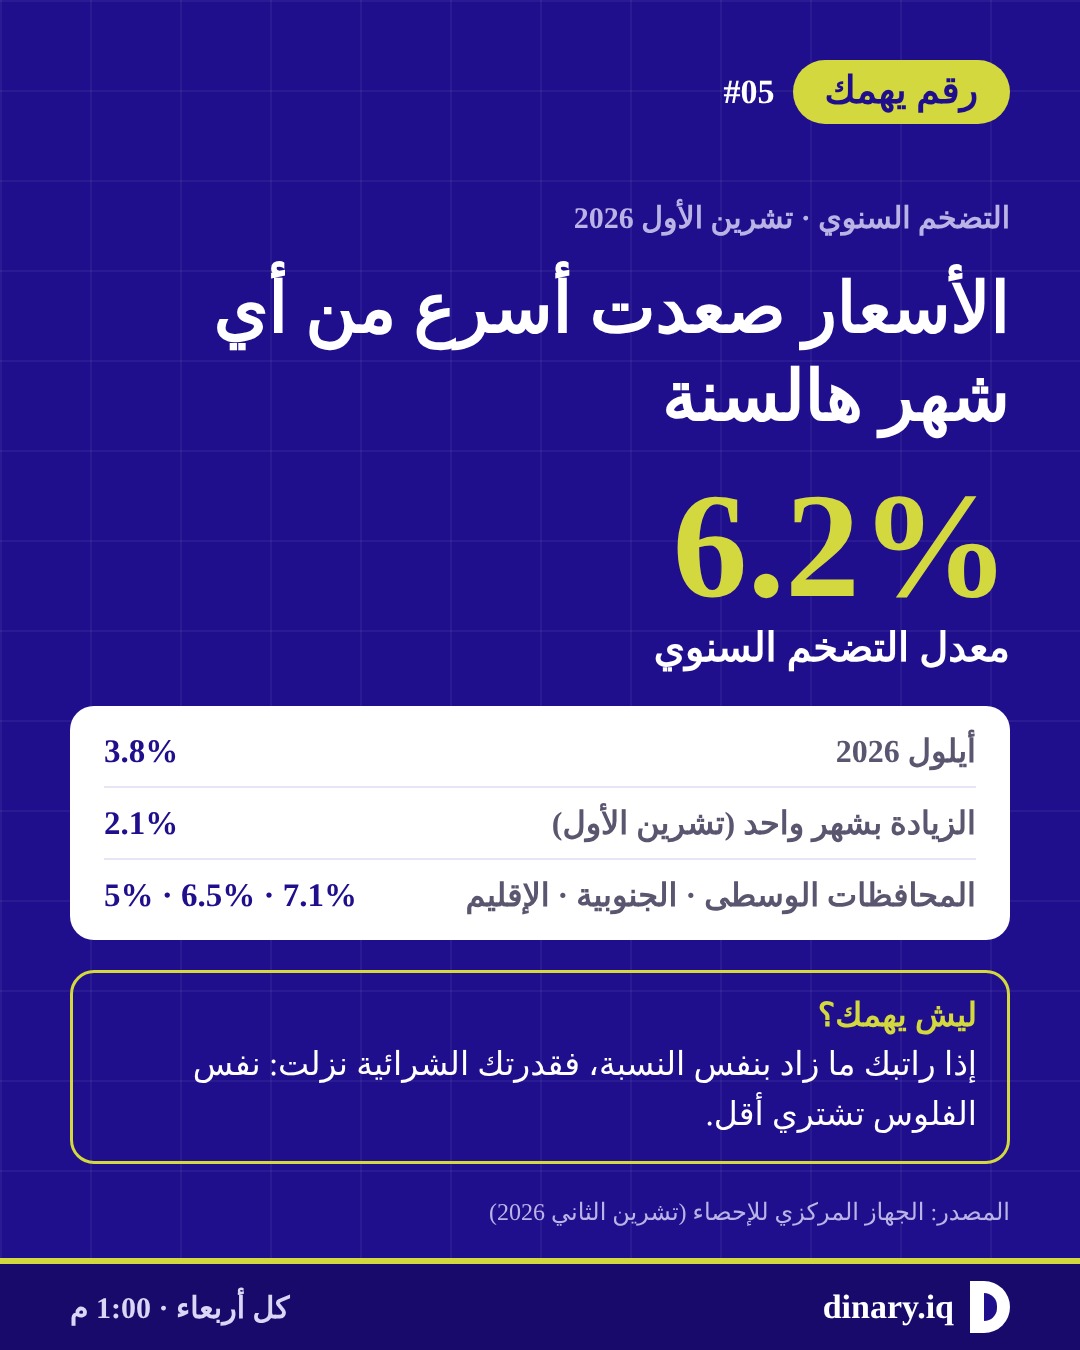 رقم يهمك #05
التضخم السنوي · تشرين الأول 2026
الأسعار صعدت أسرع من أي
شهر هالسنة
6.2%
معدل التضخم السنوي
أيلول 2026 3.8%
الزيادة بشهر واحد (تشرين الأول) 2.1%
المحافظات الوسطى · الجنوبية · الإقليم 5% · 6.5% · 7.1%
ليش يهمك؟
إذا راتبك ما زاد بنفس النسبة، فقدرتك الشرائية نزلت: نفس
الفلوس تشتري أقل.
المصدر: الجهاز المركزي للإحصاء (تشرين الثاني 2026)
dinary.iq كل أربعاء · 1:00 م